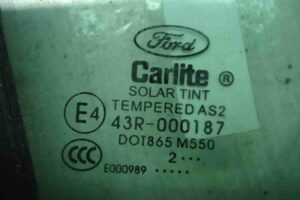 Ford
Carlite ®
SOLAR TINT
TEMPERED AS2
E4 43R-000187
DOT865 M550
CCC 2...
E000989 .....